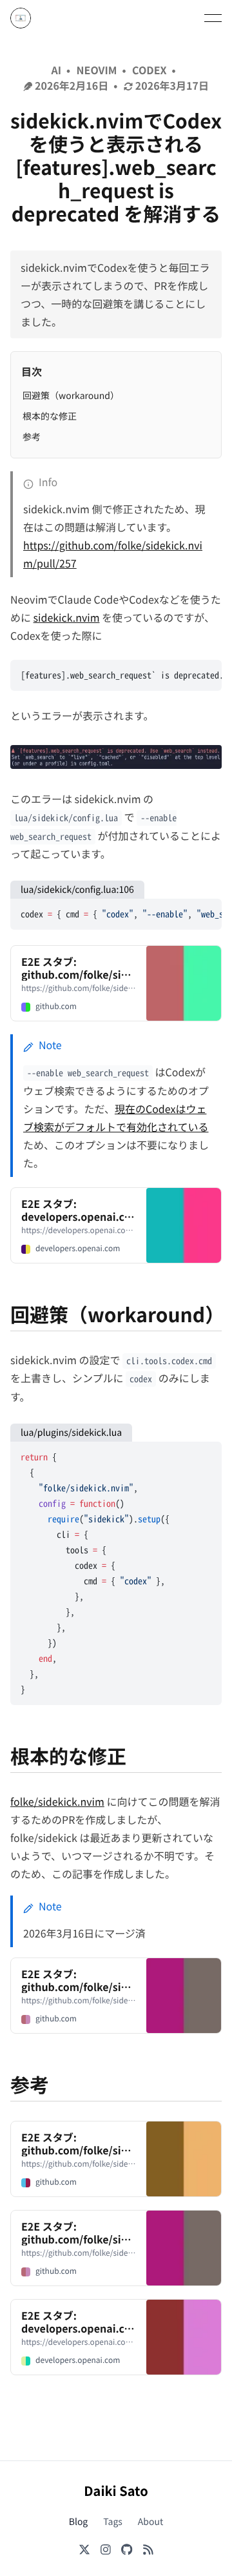 AI • NEOVIM • CODEX •
2026年2月16日 • 2026年3月17日
sidekick.nvimでCodex
を使うと表示される
[features].web_searc
h_request is
deprecated を解消する
sidekick.nvimでCodexを使うと毎回エラ
ーが表示されてしまうので、PRを作成し
つつ、一時的な回避策を講じることにし
ました。
目次
回避策（workaround）
根本的な修正
参考
Info
sidekick.nvim 側で修正されたため、現
在はこの問題は解消しています。
https://github.com/folke/sidekick.nvi
m/pull/257
NeovimでClaude CodeやCodexなどを使うた
めに sidekick.nvim を使っているのですが、
Codexを使った際に
[features].web_search_request` is deprecated.
というエラーが表示されます。
[features].web_search_request` is deprecated. Use `web_search` instead.
Set `web_search` to `"live"`, `"cached"`, or `"disabled"` at the top level
(or under a profile) in config.toml.
このエラーは sidekick.nvim の
lua/sidekick/config.lua で --enable
web_search_request が付加されていることによ
って起こっています。
lua/sidekick/config.lua:106
codex = { cmd = { "codex", "--enable", "web_s
E2E スタブ:
github.com/folke/si…
https://github.com/folke/side…
github.com
Note
--enable web_search_request はCodexが
ウェブ検索できるようにするためのオプ
ションです。ただ、現在のCodexはウェ
ブ検索がデフォルトで有効化されている
ため、このオプションは不要になりまし
た。
E2E スタブ:
developers.openai.c…
https://developers.openai.co…
developers.openai.com
回避策（workaround）
sidekick.nvim の設定で cli.tools.codex.cmd
を上書きし、シンプルに codex のみにしま
す。
lua/plugins/sidekick.lua
return {
{
"folke/sidekick.nvim",
config = function()
require("sidekick").setup({
cli = {
tools = {
codex = {
cmd = { "codex" },
},
},
},
})
end,
},
}
根本的な修正
folke/sidekick.nvim に向けてこの問題を解消
するためのPRを作成しましたが、
folke/sidekick は最近あまり更新されていな
いようで、いつマージされるか不明です。そ
のため、この記事を作成しました。
Note
2026年3月16日にマージ済
E2E スタブ:
github.com/folke/si…
https://github.com/folke/side…
github.com
参考
E2E スタブ:
github.com/folke/si…
https://github.com/folke/side…
github.com
E2E スタブ:
github.com/folke/si…
https://github.com/folke/side…
github.com
E2E スタブ:
developers.openai.c…
https://developers.openai.co…
developers.openai.com
Daiki Sato
Blog Tags About